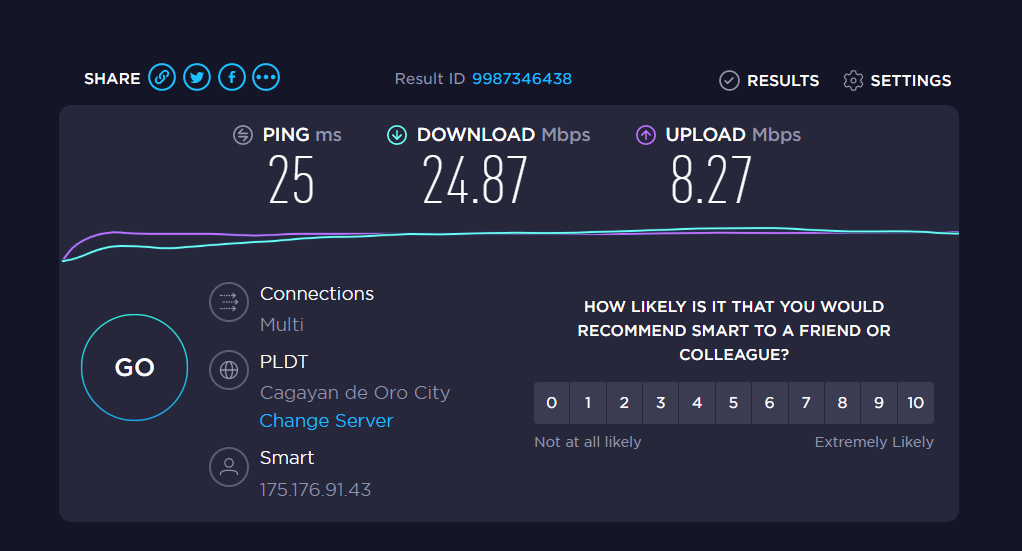 SHARE
Result ID 9987346438
RESULTS
SETTINGS
PING ms
DOWNLOAD Mbps
UPLOAD Mbps
25
24.87
8.27
GO
Connections
Multi
PLDT
Cagayan de Oro City
Change Server
Smart
175.176.91.43
HOW LIKELY IS IT THAT YOU WOULD
RECOMMEND SMART TO A FRIEND OR
COLLEAGUE?
0 1 2 3 4 5 6 7 8 9 10
Not at all likely
Extremely Likely